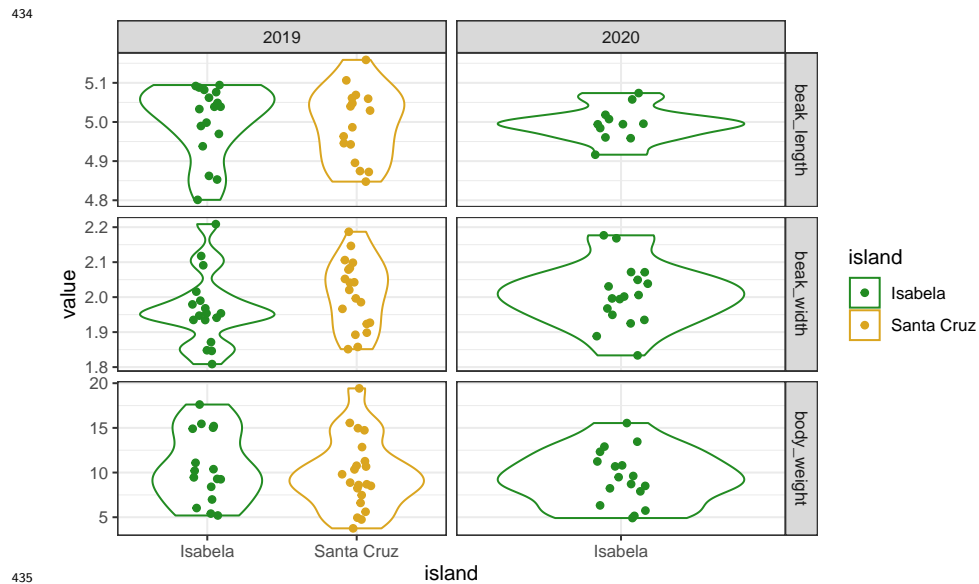 434
2019 2020
5.1
5.0
4.9
4.8
beak_length
2.2
2.1
2.0
1.9
1.8
beak_width
20
15
10
5
body_weight
value
Isabela Santa Cruz Isabela
island
island
Isabela
Santa Cruz
435